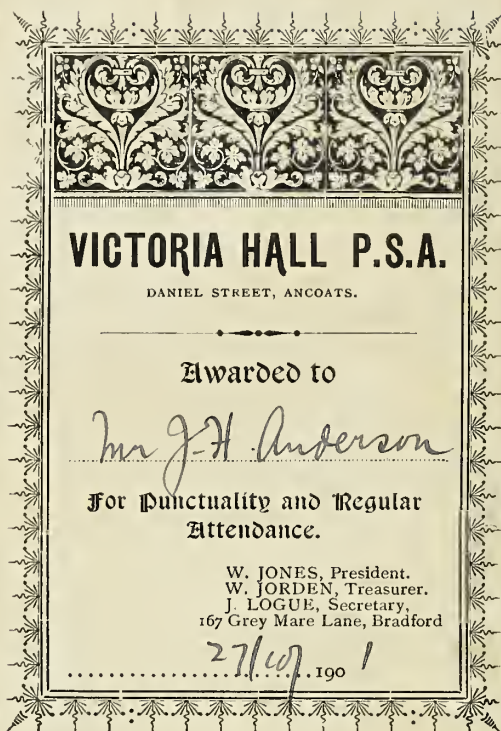 VICTORIA HALL P.S.A.
DANIEL STREET, ANCOATS.
Awarded to
Mr J. H. Anderson
For Punctuality and Regular
Attendance.
W. JONES, President.
W. JORDEN, Treasurer.
J. LOGUE, Secretary,
167 Grey Mare Lane, Bradford
27/10/1901